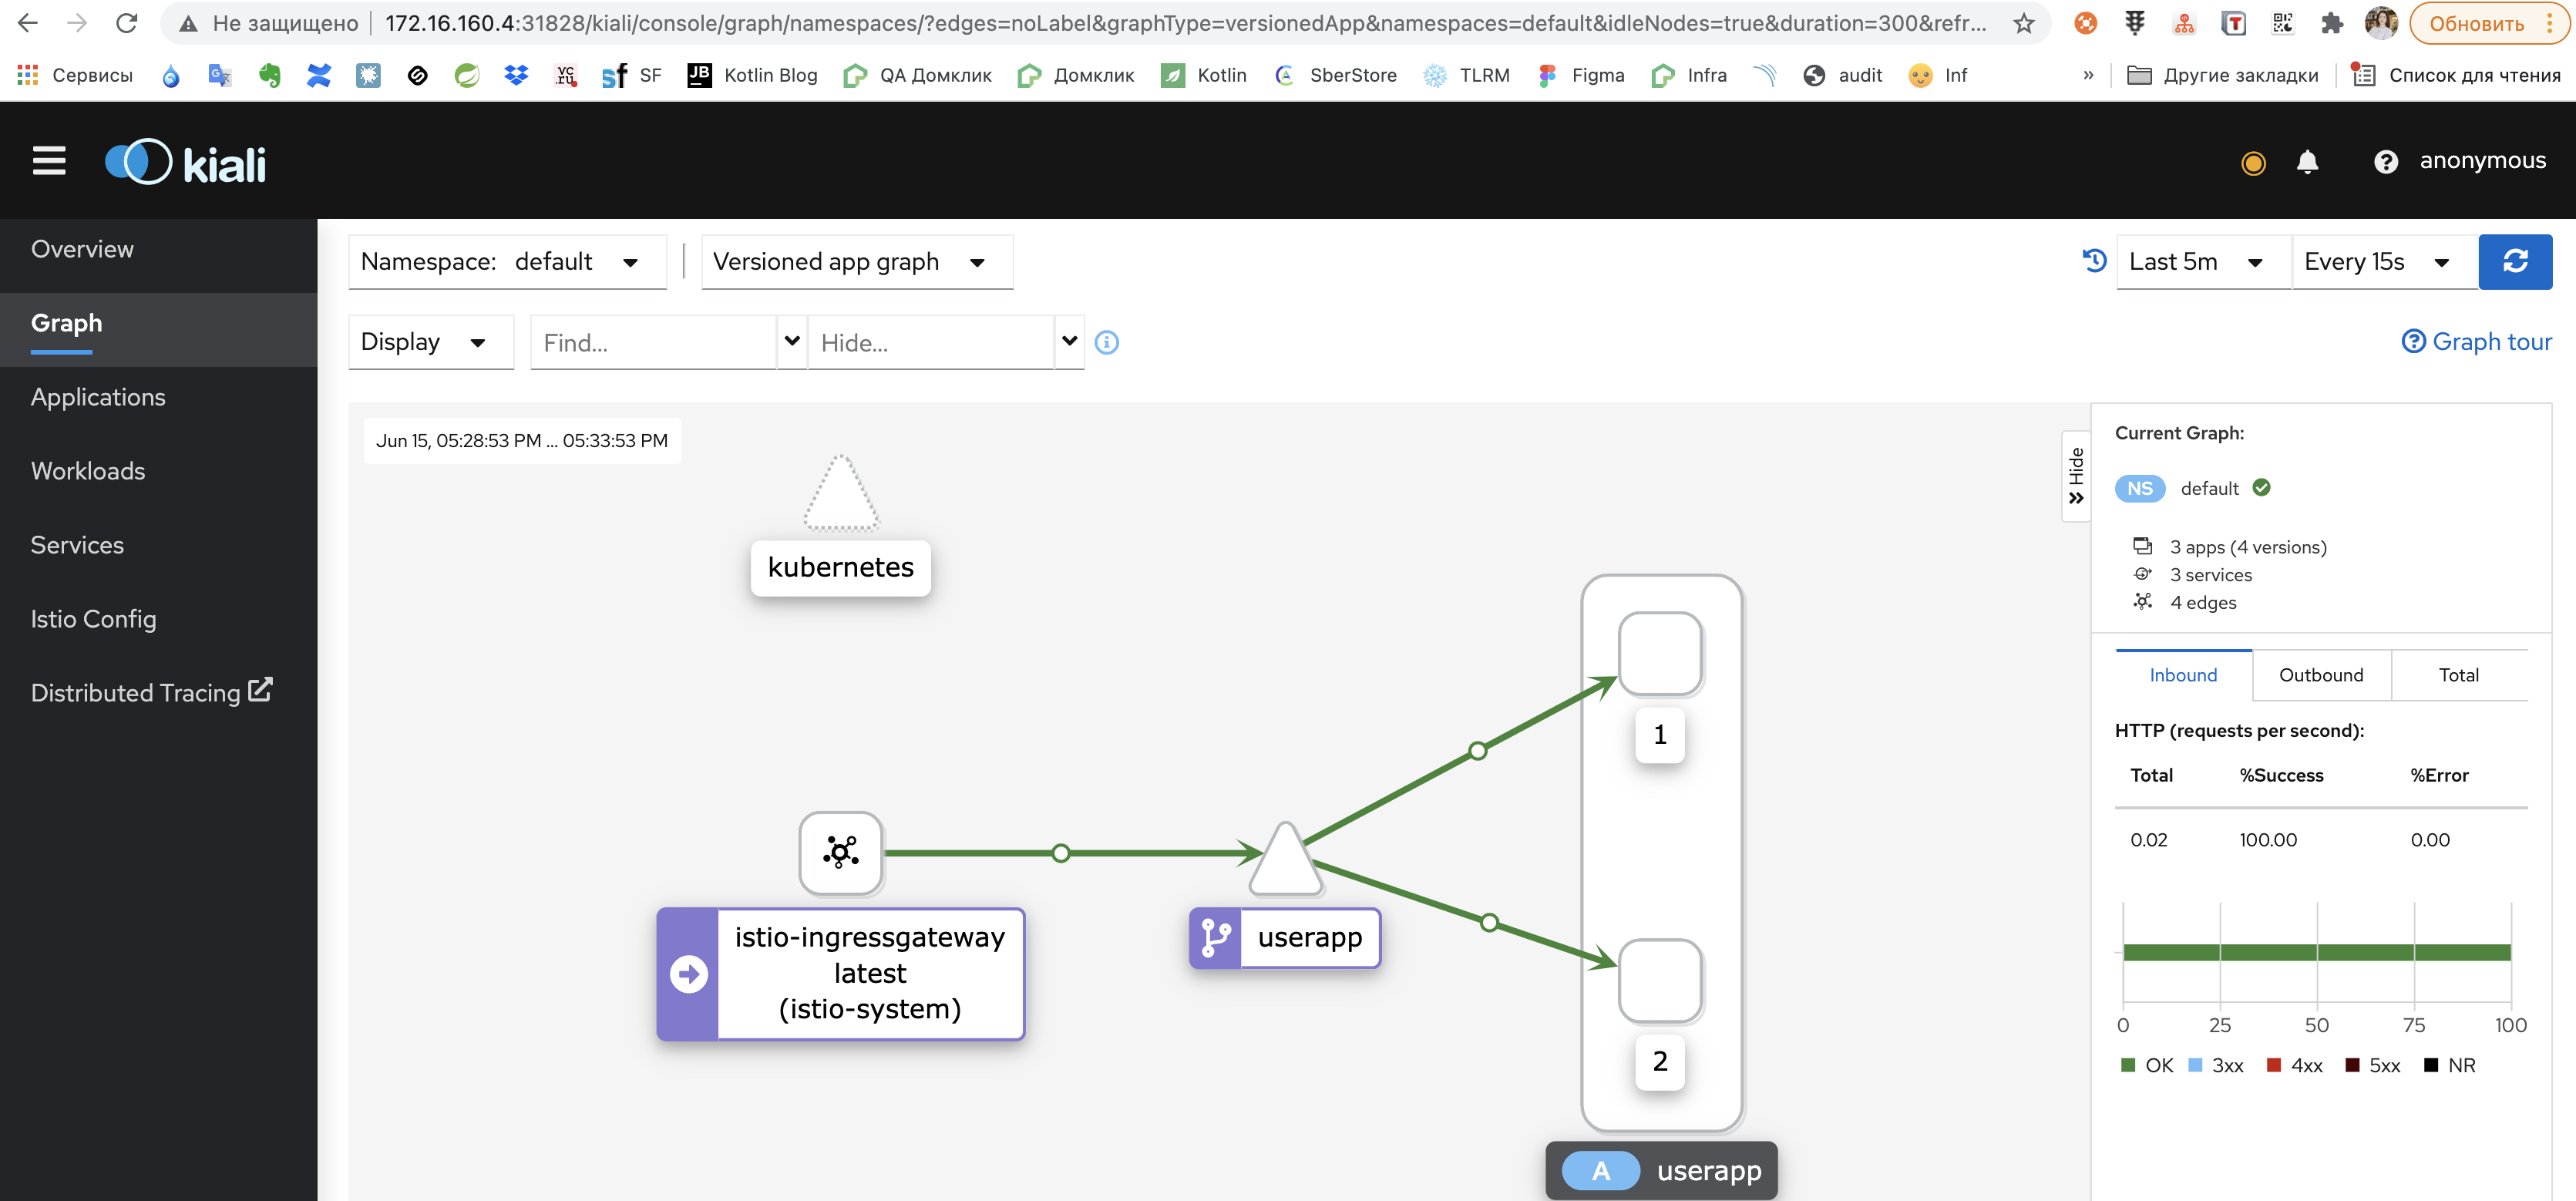 Не защищено 172.16.160.4:31828/kiali/console/graph/namespaces/?edges=noLabel&graphType=versionedApp&namespaces=default&idleNodes=true&duration=300&refr... Обновить
Сервисы SF Kotlin Blog QA Домклик Домклик Kotlin SberStore TLRM Figma Infra audit Inf » Другие закладки Список для чтения
kiali anonymous
Overview
Graph
Applications
Workloads
Services
Istio Config
Distributed Tracing
Namespace: default Versioned app graph Last 5m Every 15s
Display Find... Hide... Graph tour
Jun 15, 05:28:53 PM ... 05:33:53 PM
kubernetes
istio-ingressgateway
latest
(istio-system)
userapp
1
2
A userapp
Hide
Current Graph:
NS default
3 apps (4 versions)
3 services
4 edges
Inbound Outbound Total
HTTP (requests per second):
Total %Success %Error
0.02 100.00 0.00
0 25 50 75 100
OK 3xx 4xx 5xx NR